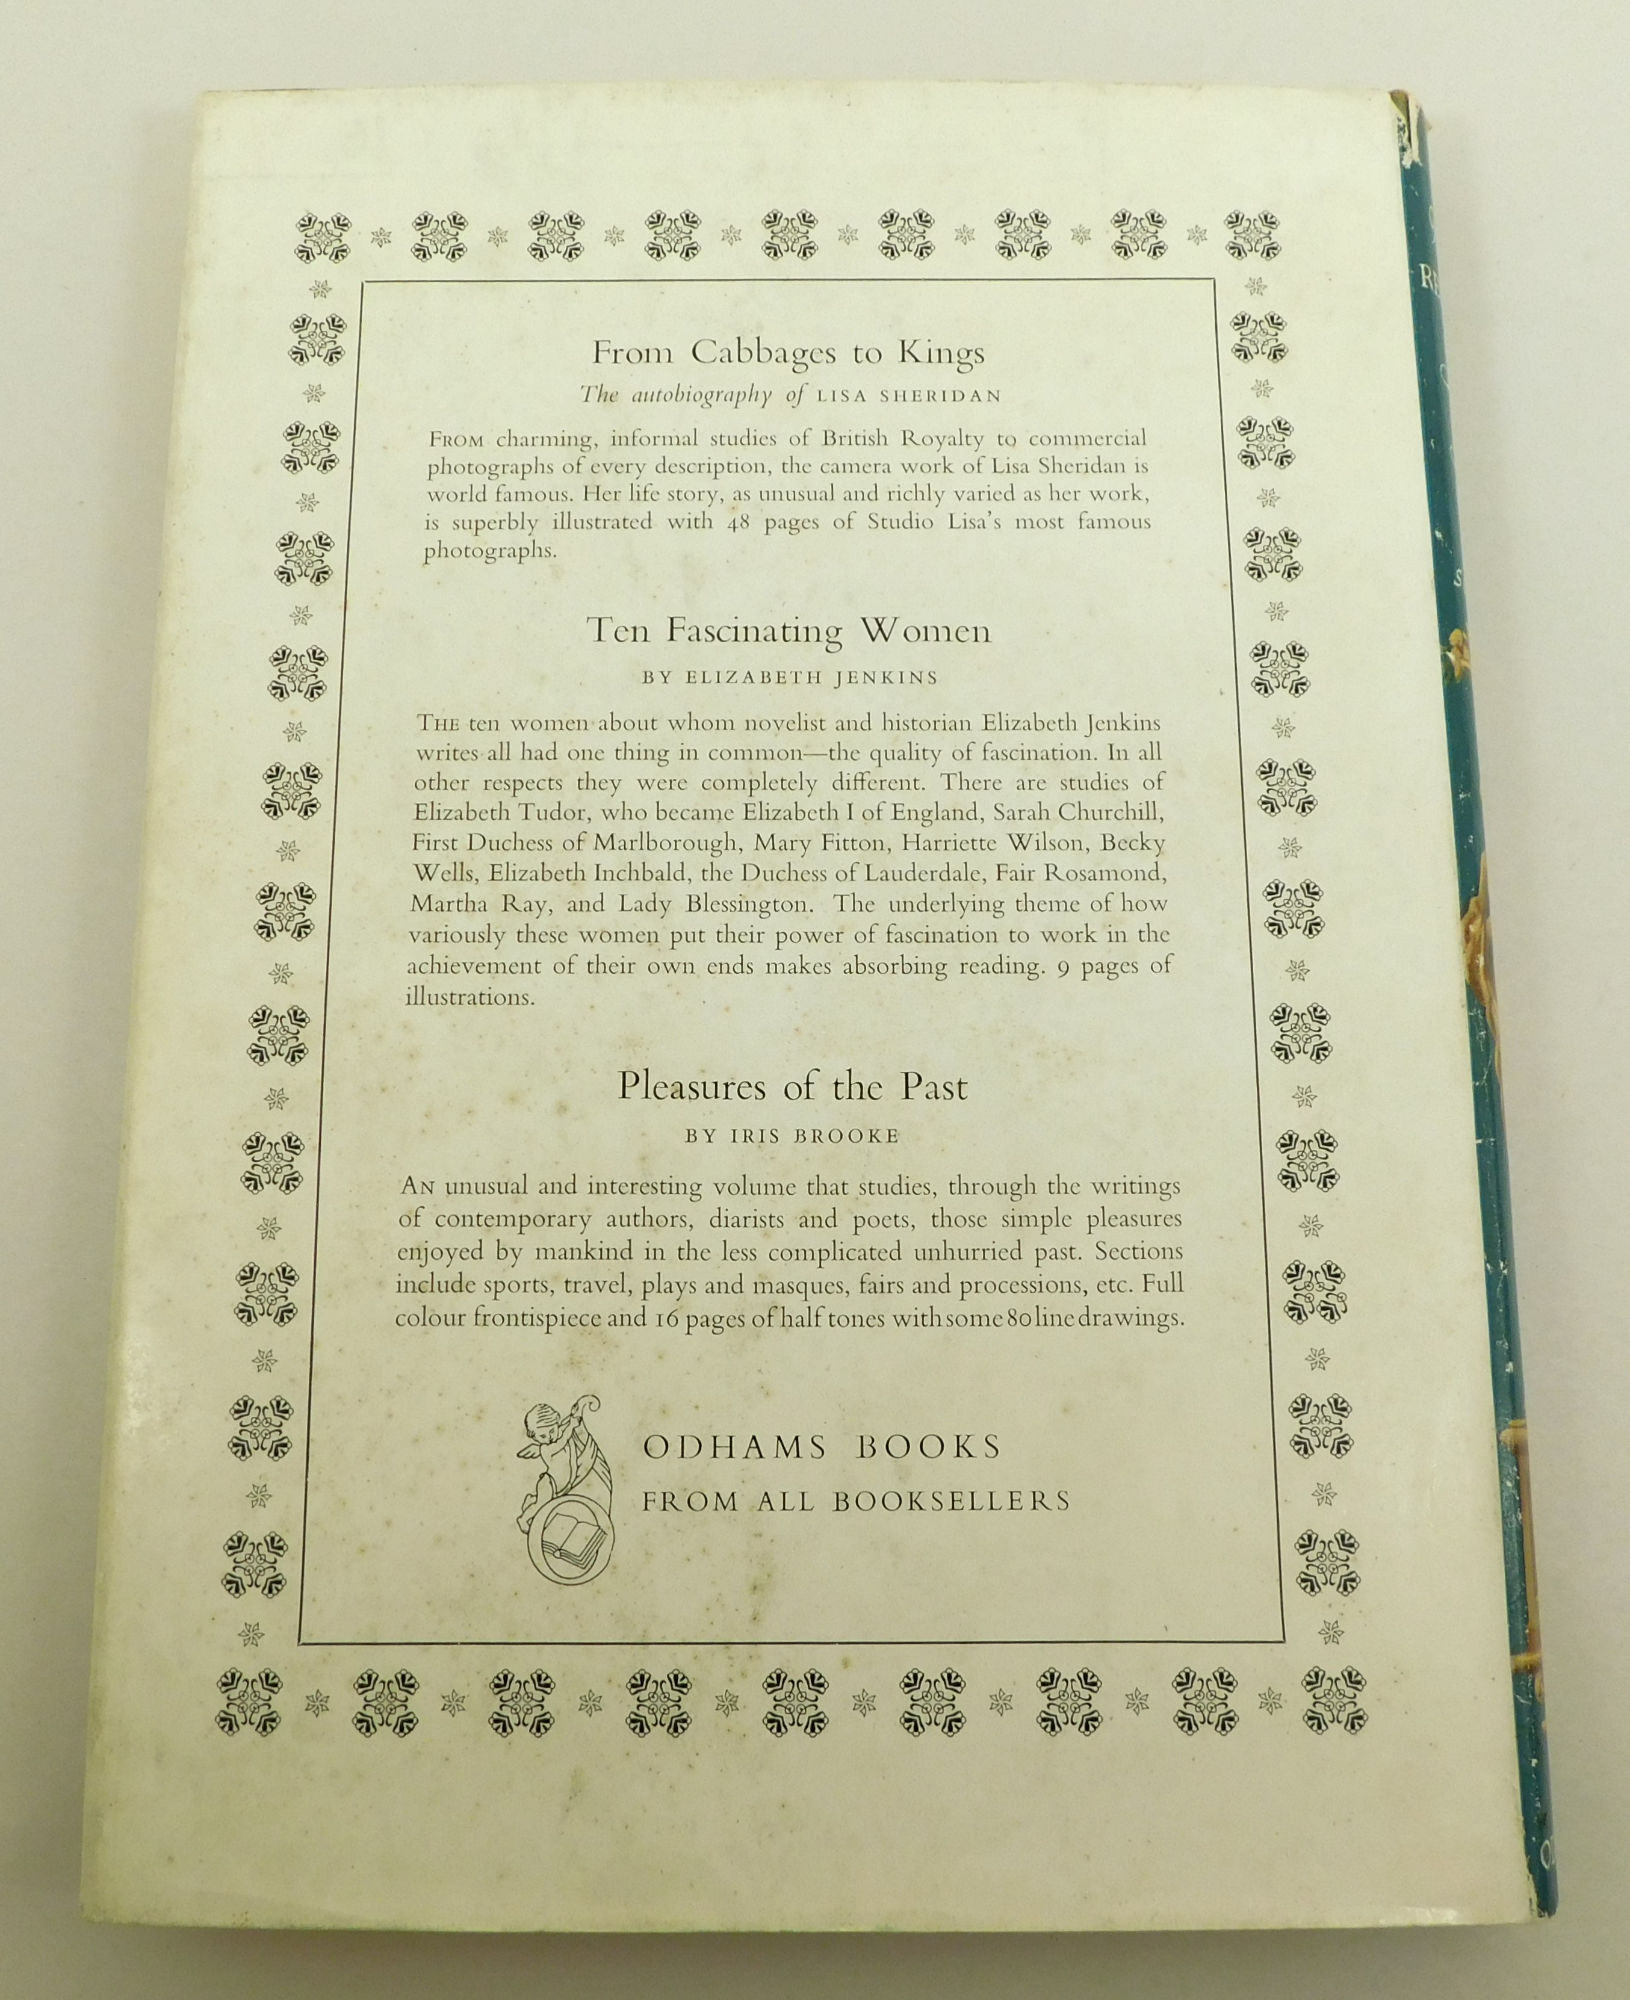 From Cabbages to Kings
The autobiography of LISA SHERIDAN
FROM charming, informal studies of British Royalty to commercial
photographs of every description, the camera work of Lisa Sheridan is
world famous. Her life story, as unusual and richly varied as her work,
is superbly illustrated with 48 pages of Studio Lisa's most famous
photographs.
Ten Fascinating Women
BY ELIZABETH JENKINS
THE ten women about whom novelist and historian Elizabeth Jenkins
writes all had one thing in common—the quality of fascination. In all
other respects they were completely different. There are studies of
Elizabeth Tudor, who became Elizabeth I of England, Sarah Churchill,
First Duchess of Marlborough, Mary Fitton, Harriette Wilson, Becky
Wells, Elizabeth Inchbald, the Duchess of Lauderdale, Fair Rosamond,
Martha Ray, and Lady Blessington. The underlying theme of how
variously these women put their power of fascination to work in the
achievement of their own ends makes absorbing reading. 9 pages of
illustrations.
Pleasures of the Past
BY IRIS BROOKE
AN unusual and interesting volume that studies, through the writings
of contemporary authors, diarists and poets, those simple pleasures
enjoyed by mankind in the less complicated unhurried past. Sections
include sports, travel, plays and masques, fairs and processions, etc. Full
colour frontispiece and 16 pages of half tones with some 80 line drawings.
ODHAMS BOOKS
FROM ALL BOOKSELLERS